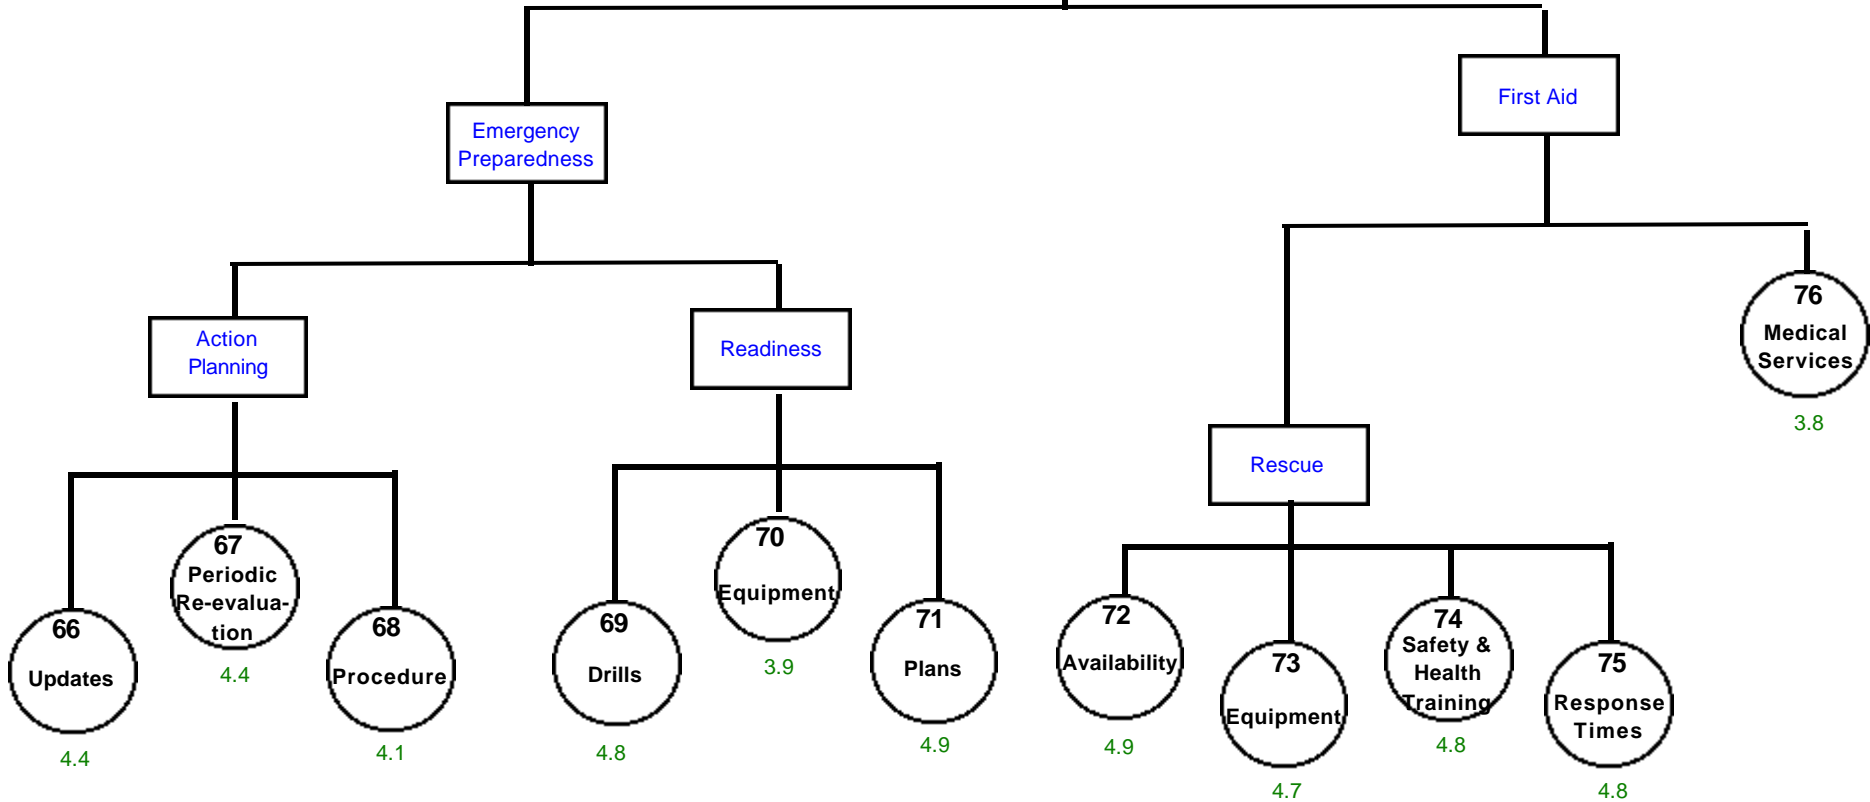 First Aid
Emergency
Preparedness
Action
Planning
Readiness
76
Medical
Services
3.8
Rescue
67
Periodic
Re-evalua-
tion
4.4
70
Equipment
3.9
66
Updates
4.4
68
Procedure
4.1
69
Drills
4.8
71
Plans
4.9
72
Availability
4.9
73
Equipment
4.7
74
Safety &
Health
Training
4.8
75
Response
Times
4.8